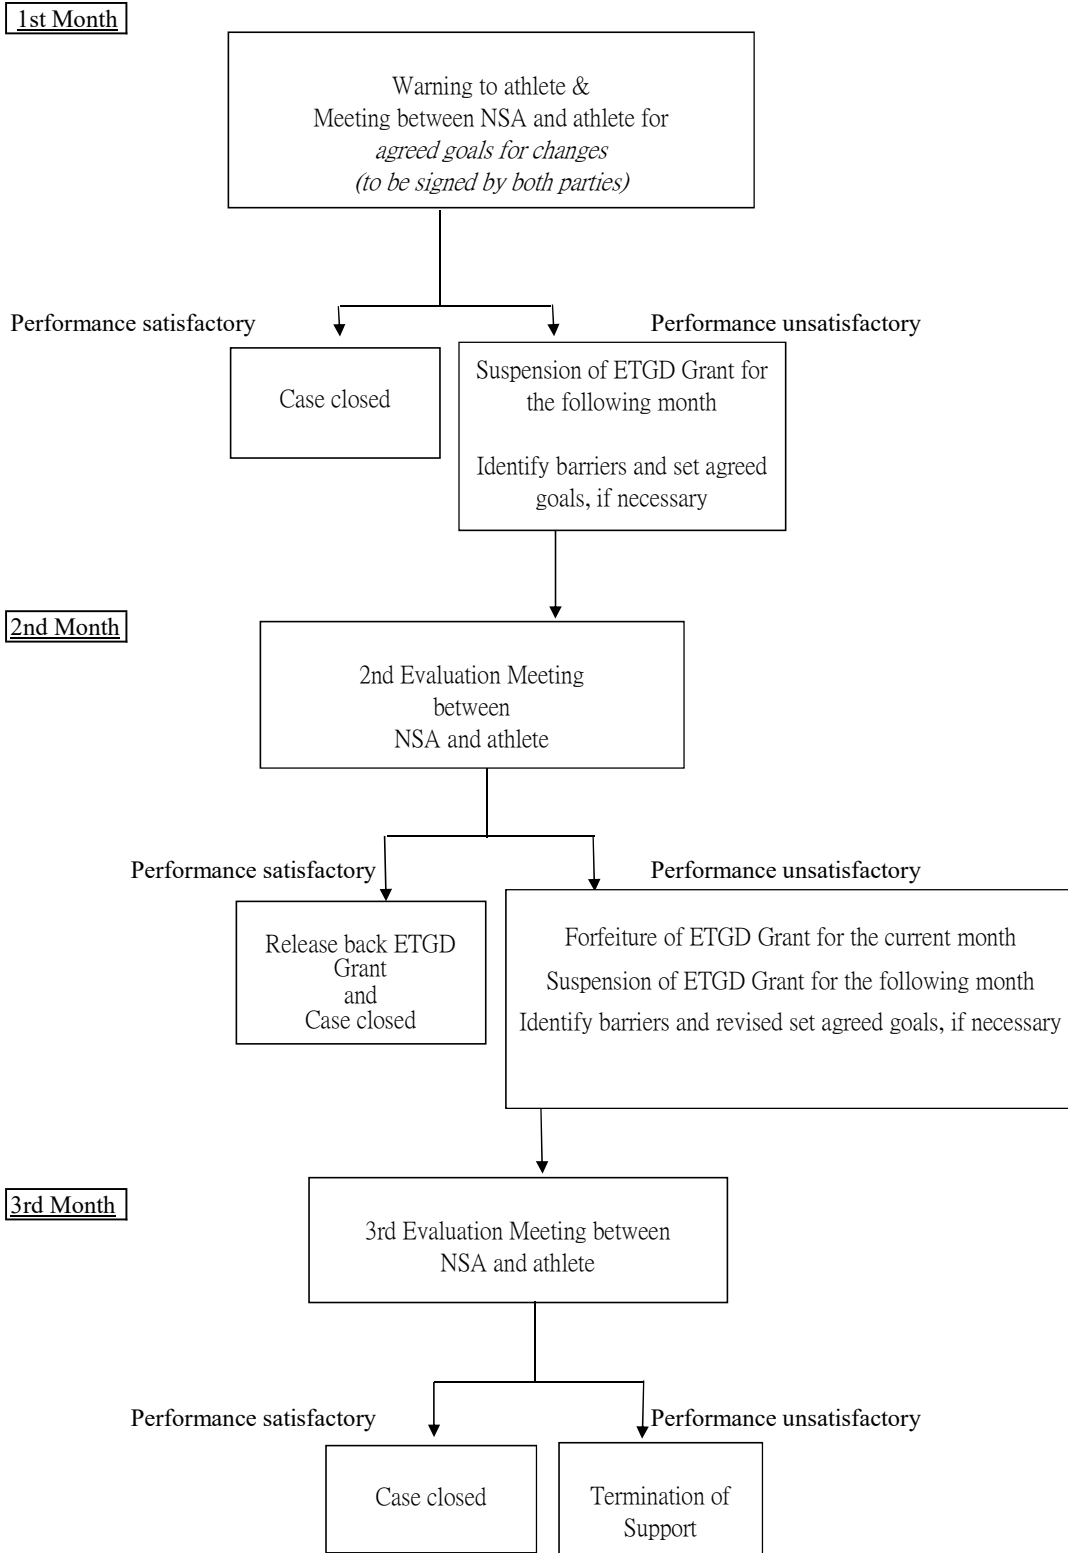 1st Month
Warning to athlete &
Meeting between NSA and athlete for
agreed goals for changes
(to be signed by both parties)
Performance satisfactory
Performance unsatisfactory
Case closed
Suspension of ETGD Grant for
the following month
Identify barriers and set agreed
goals, if necessary
2nd Month
2nd Evaluation Meeting
between
NSA and athlete
Performance satisfactory
Performance unsatisfactory
Release back ETGD
Grant
and
Case closed
Forfeiture of ETGD Grant for the current month
Suspension of ETGD Grant for the following month
Identify barriers and revised set agreed goals, if necessary
3rd Month
3rd Evaluation Meeting between
NSA and athlete
Performance satisfactory
Performance unsatisfactory
Case closed
Termination of
Support